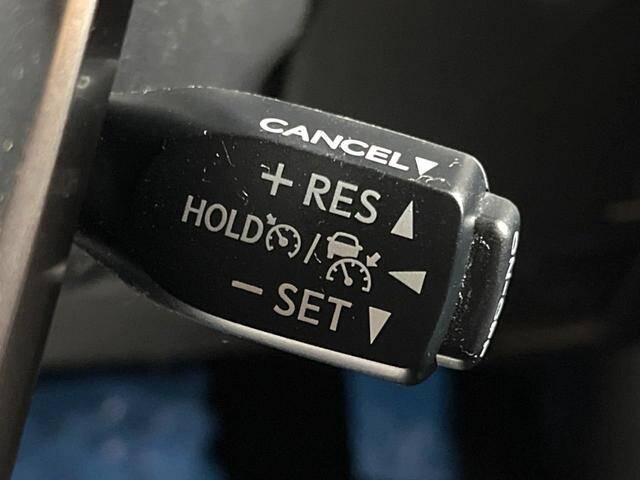 CANCEL▼
+ RES ▲
HOLD / ◀
− SET ▼